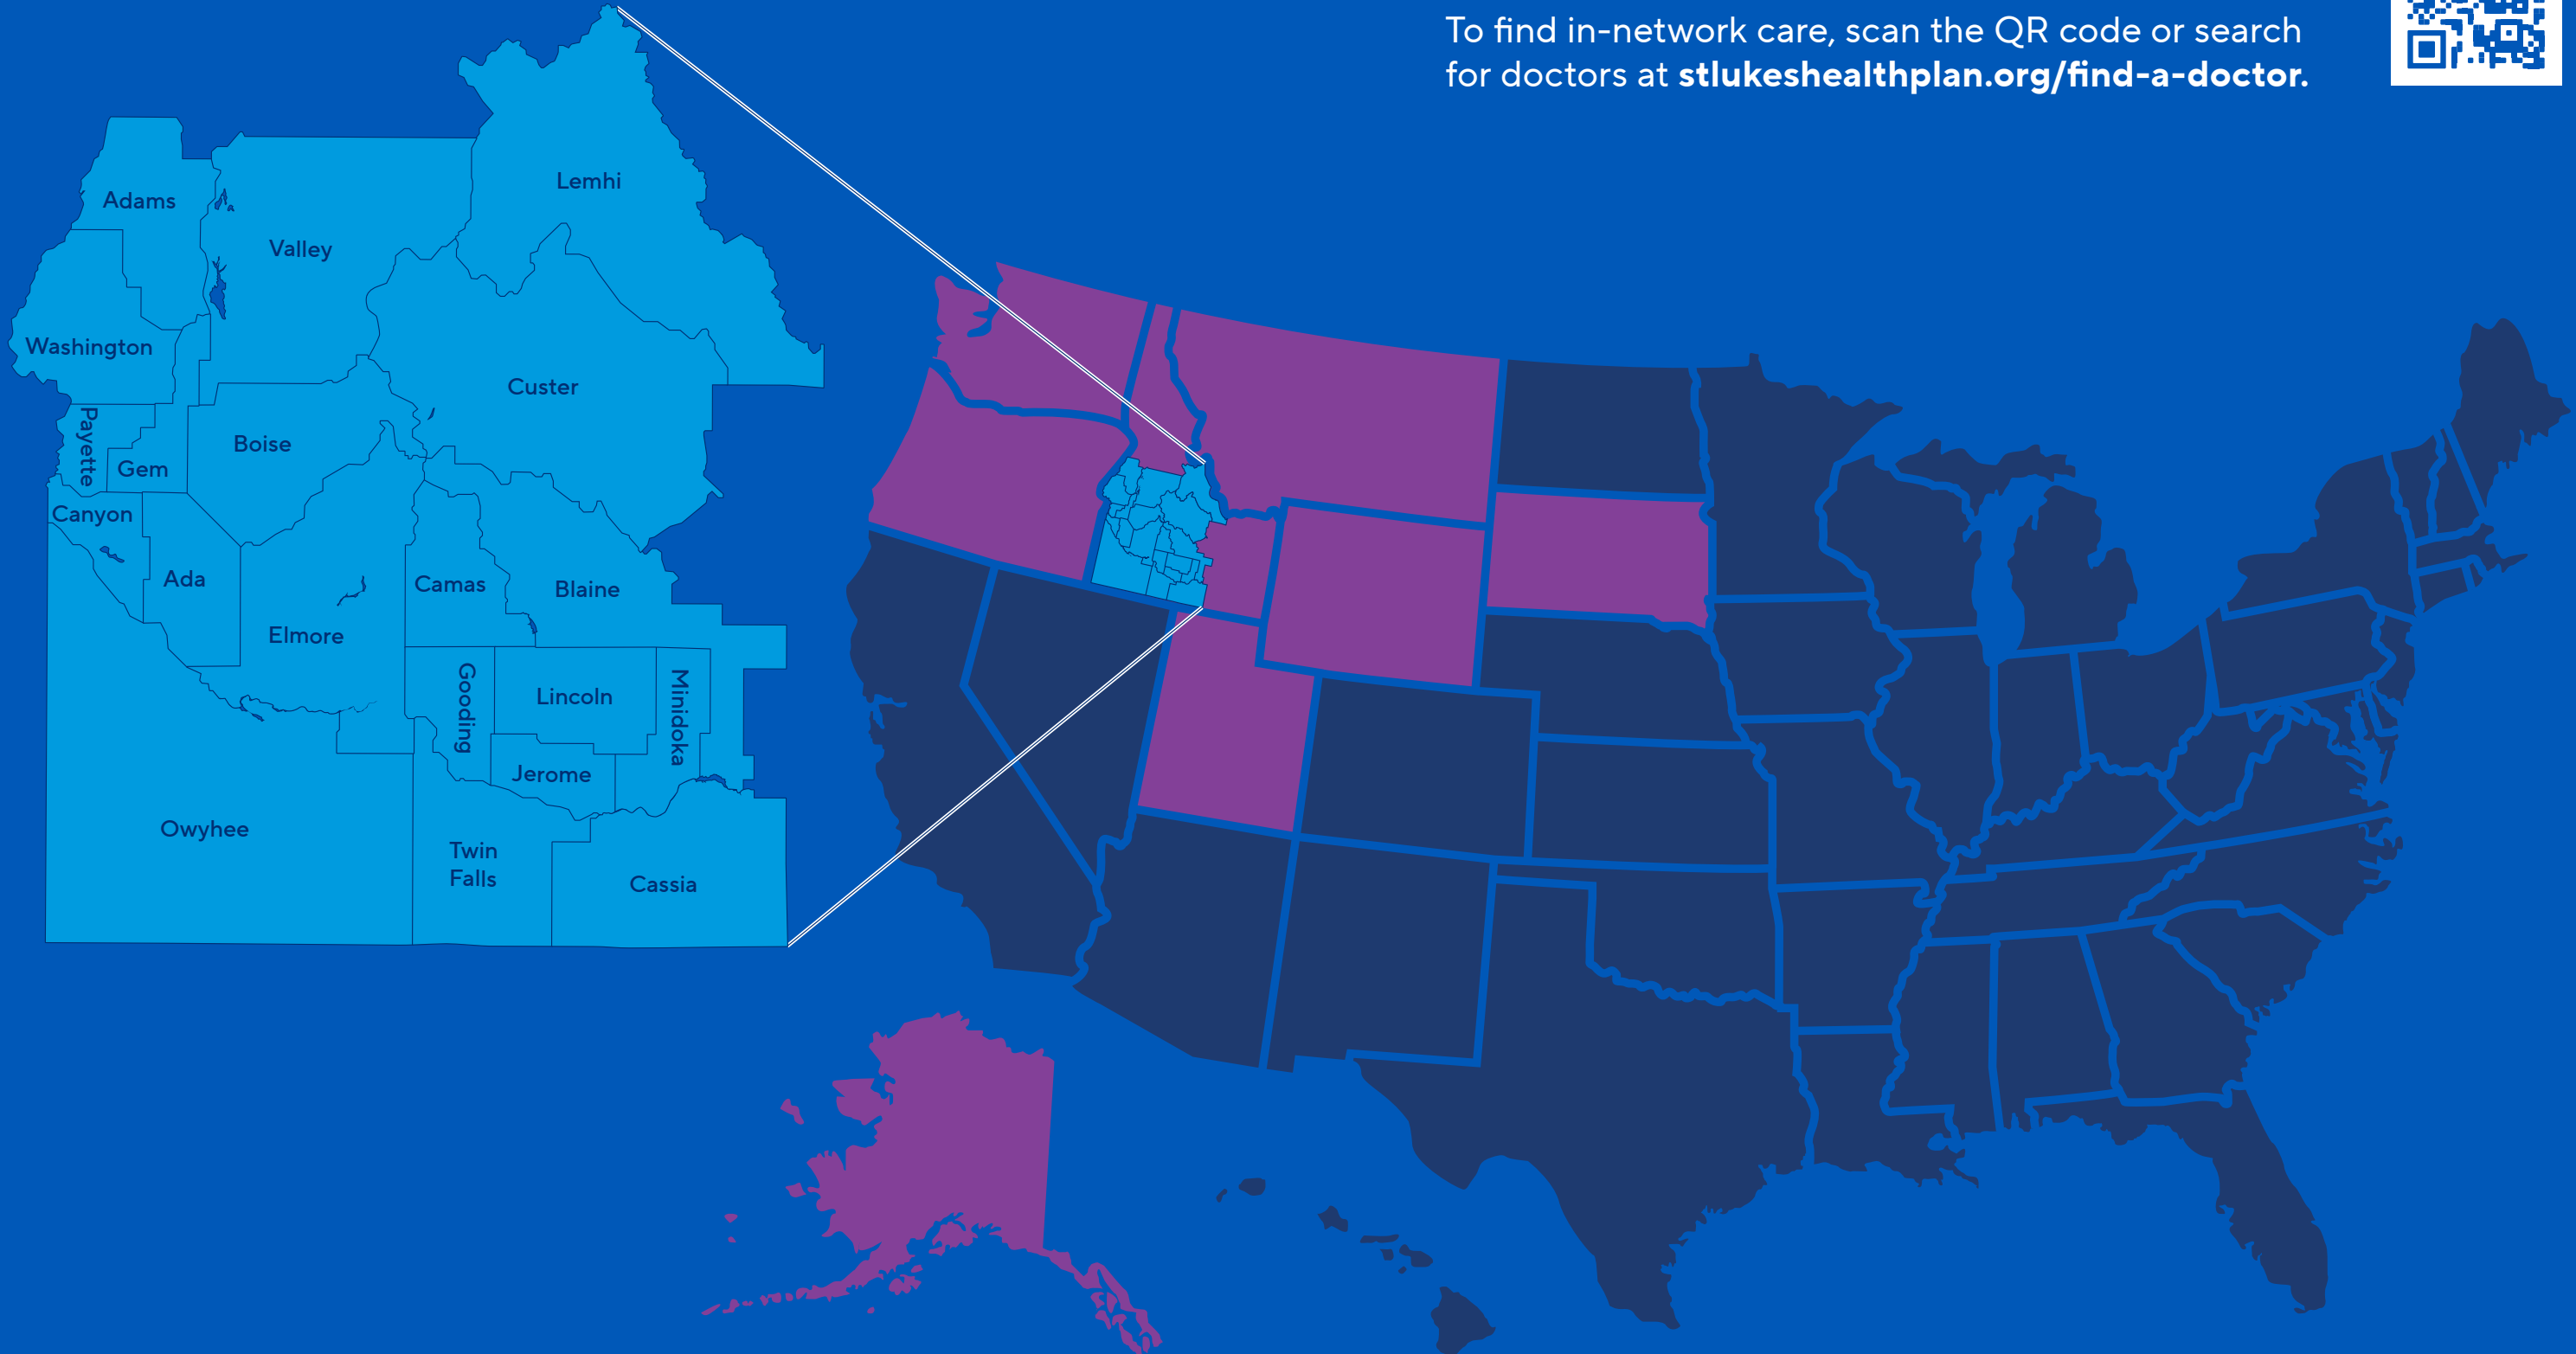 To find in-network care, scan the QR code or search
for doctors at stlukeshealthplan.org/find-a-doctor.
Lemhi
Adams
Valley
Washington
Custer
Payette
Boise
Gem
Canyon
Ada
Camas
Blaine
Elmore
Gooding
Lincoln
Minidoka
Jerome
Owyhee
Twin
Falls
Cassia